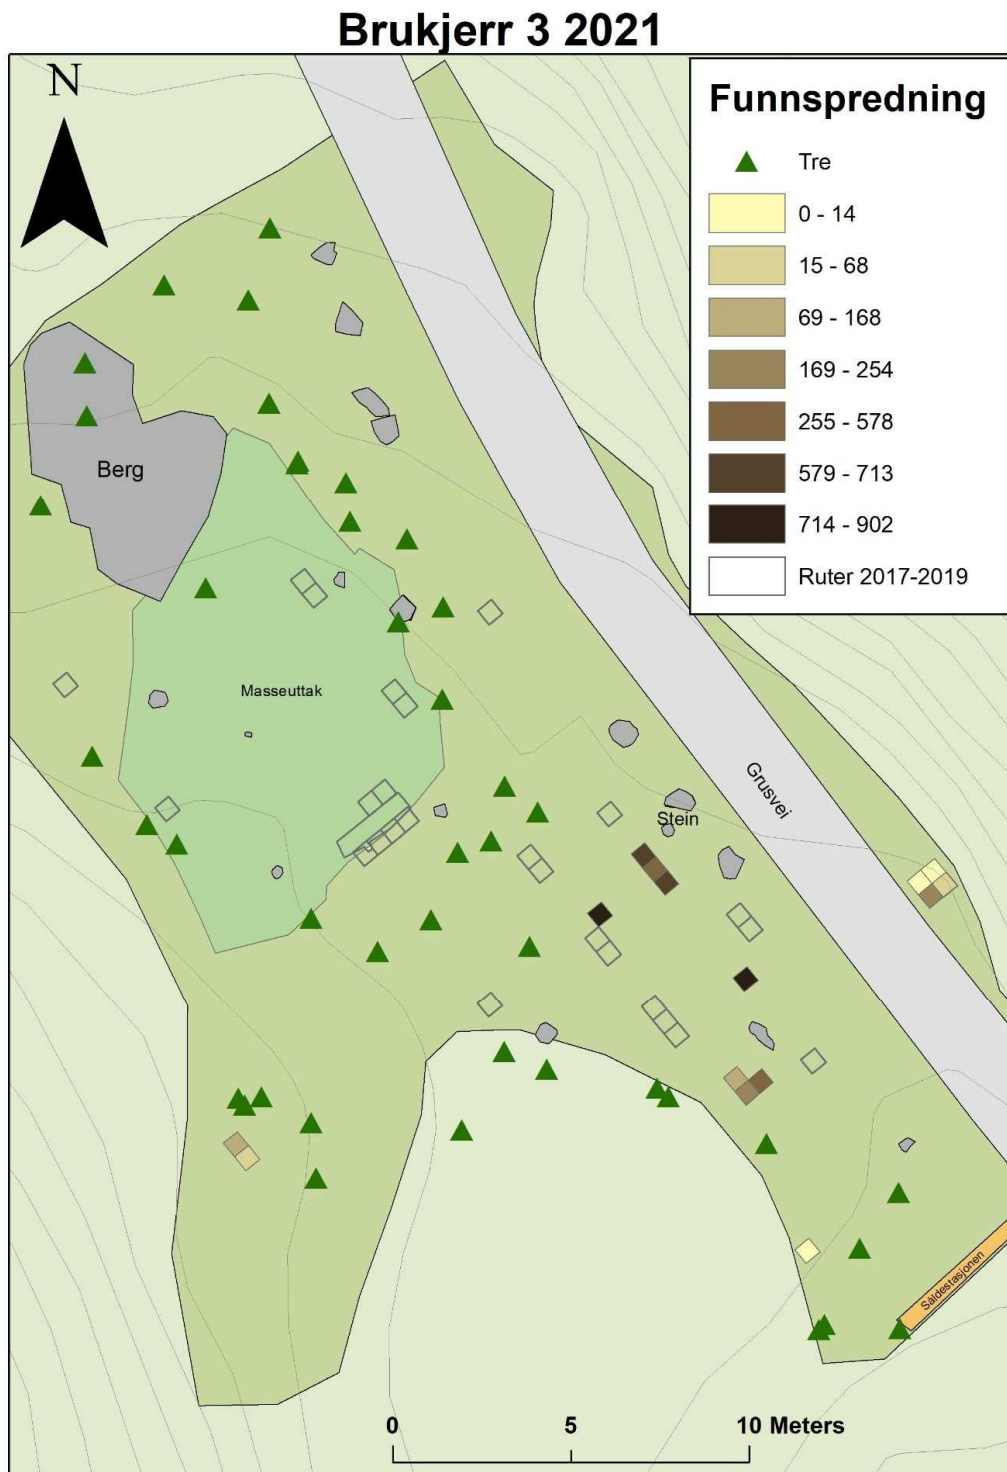 Brukjerr 3 2021
N
Funnspredning
Tre
0 - 14
15 - 68
69 - 168
169 - 254
255 - 578
579 - 713
714 - 902
Ruter 2017-2019
Berg
Masseuttak
Grusvei
Stein
Såldestasjonen
0 5 10 Meters